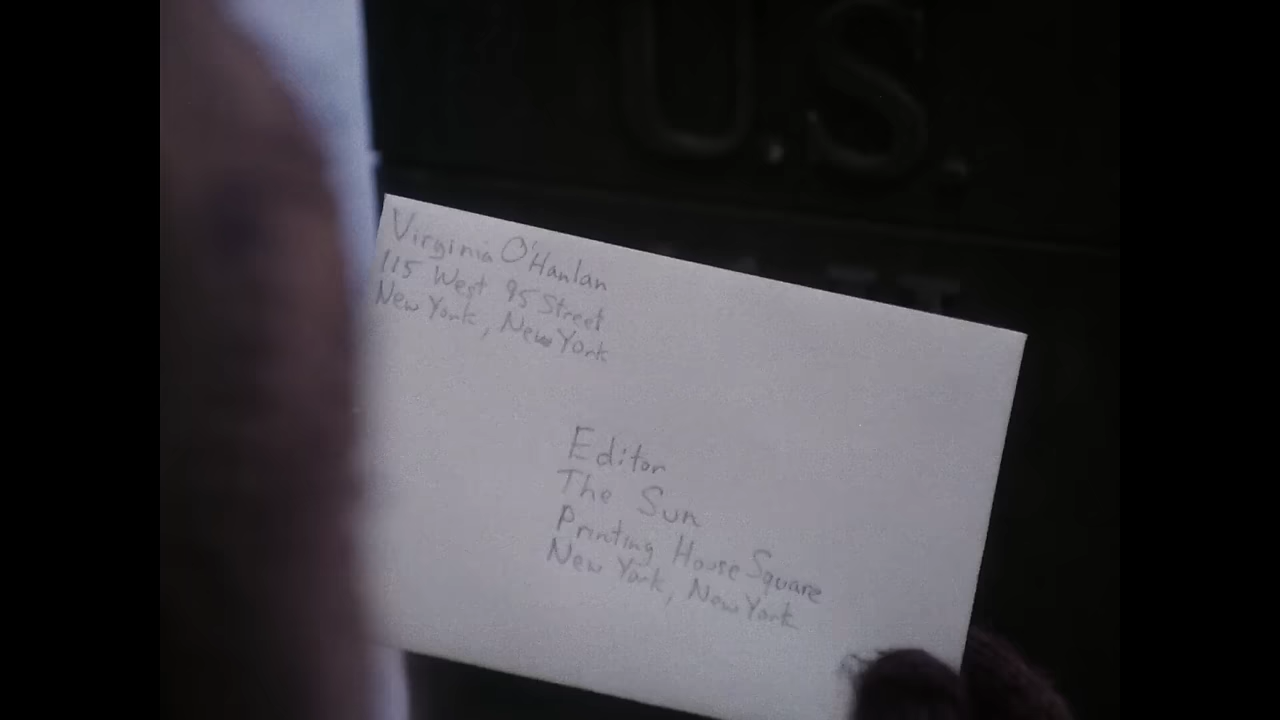 U.S.
Virginia O'Hanlan
115 West 95 Street
New York, New York
Editor
The Sun
Printing House Square
New York, New York